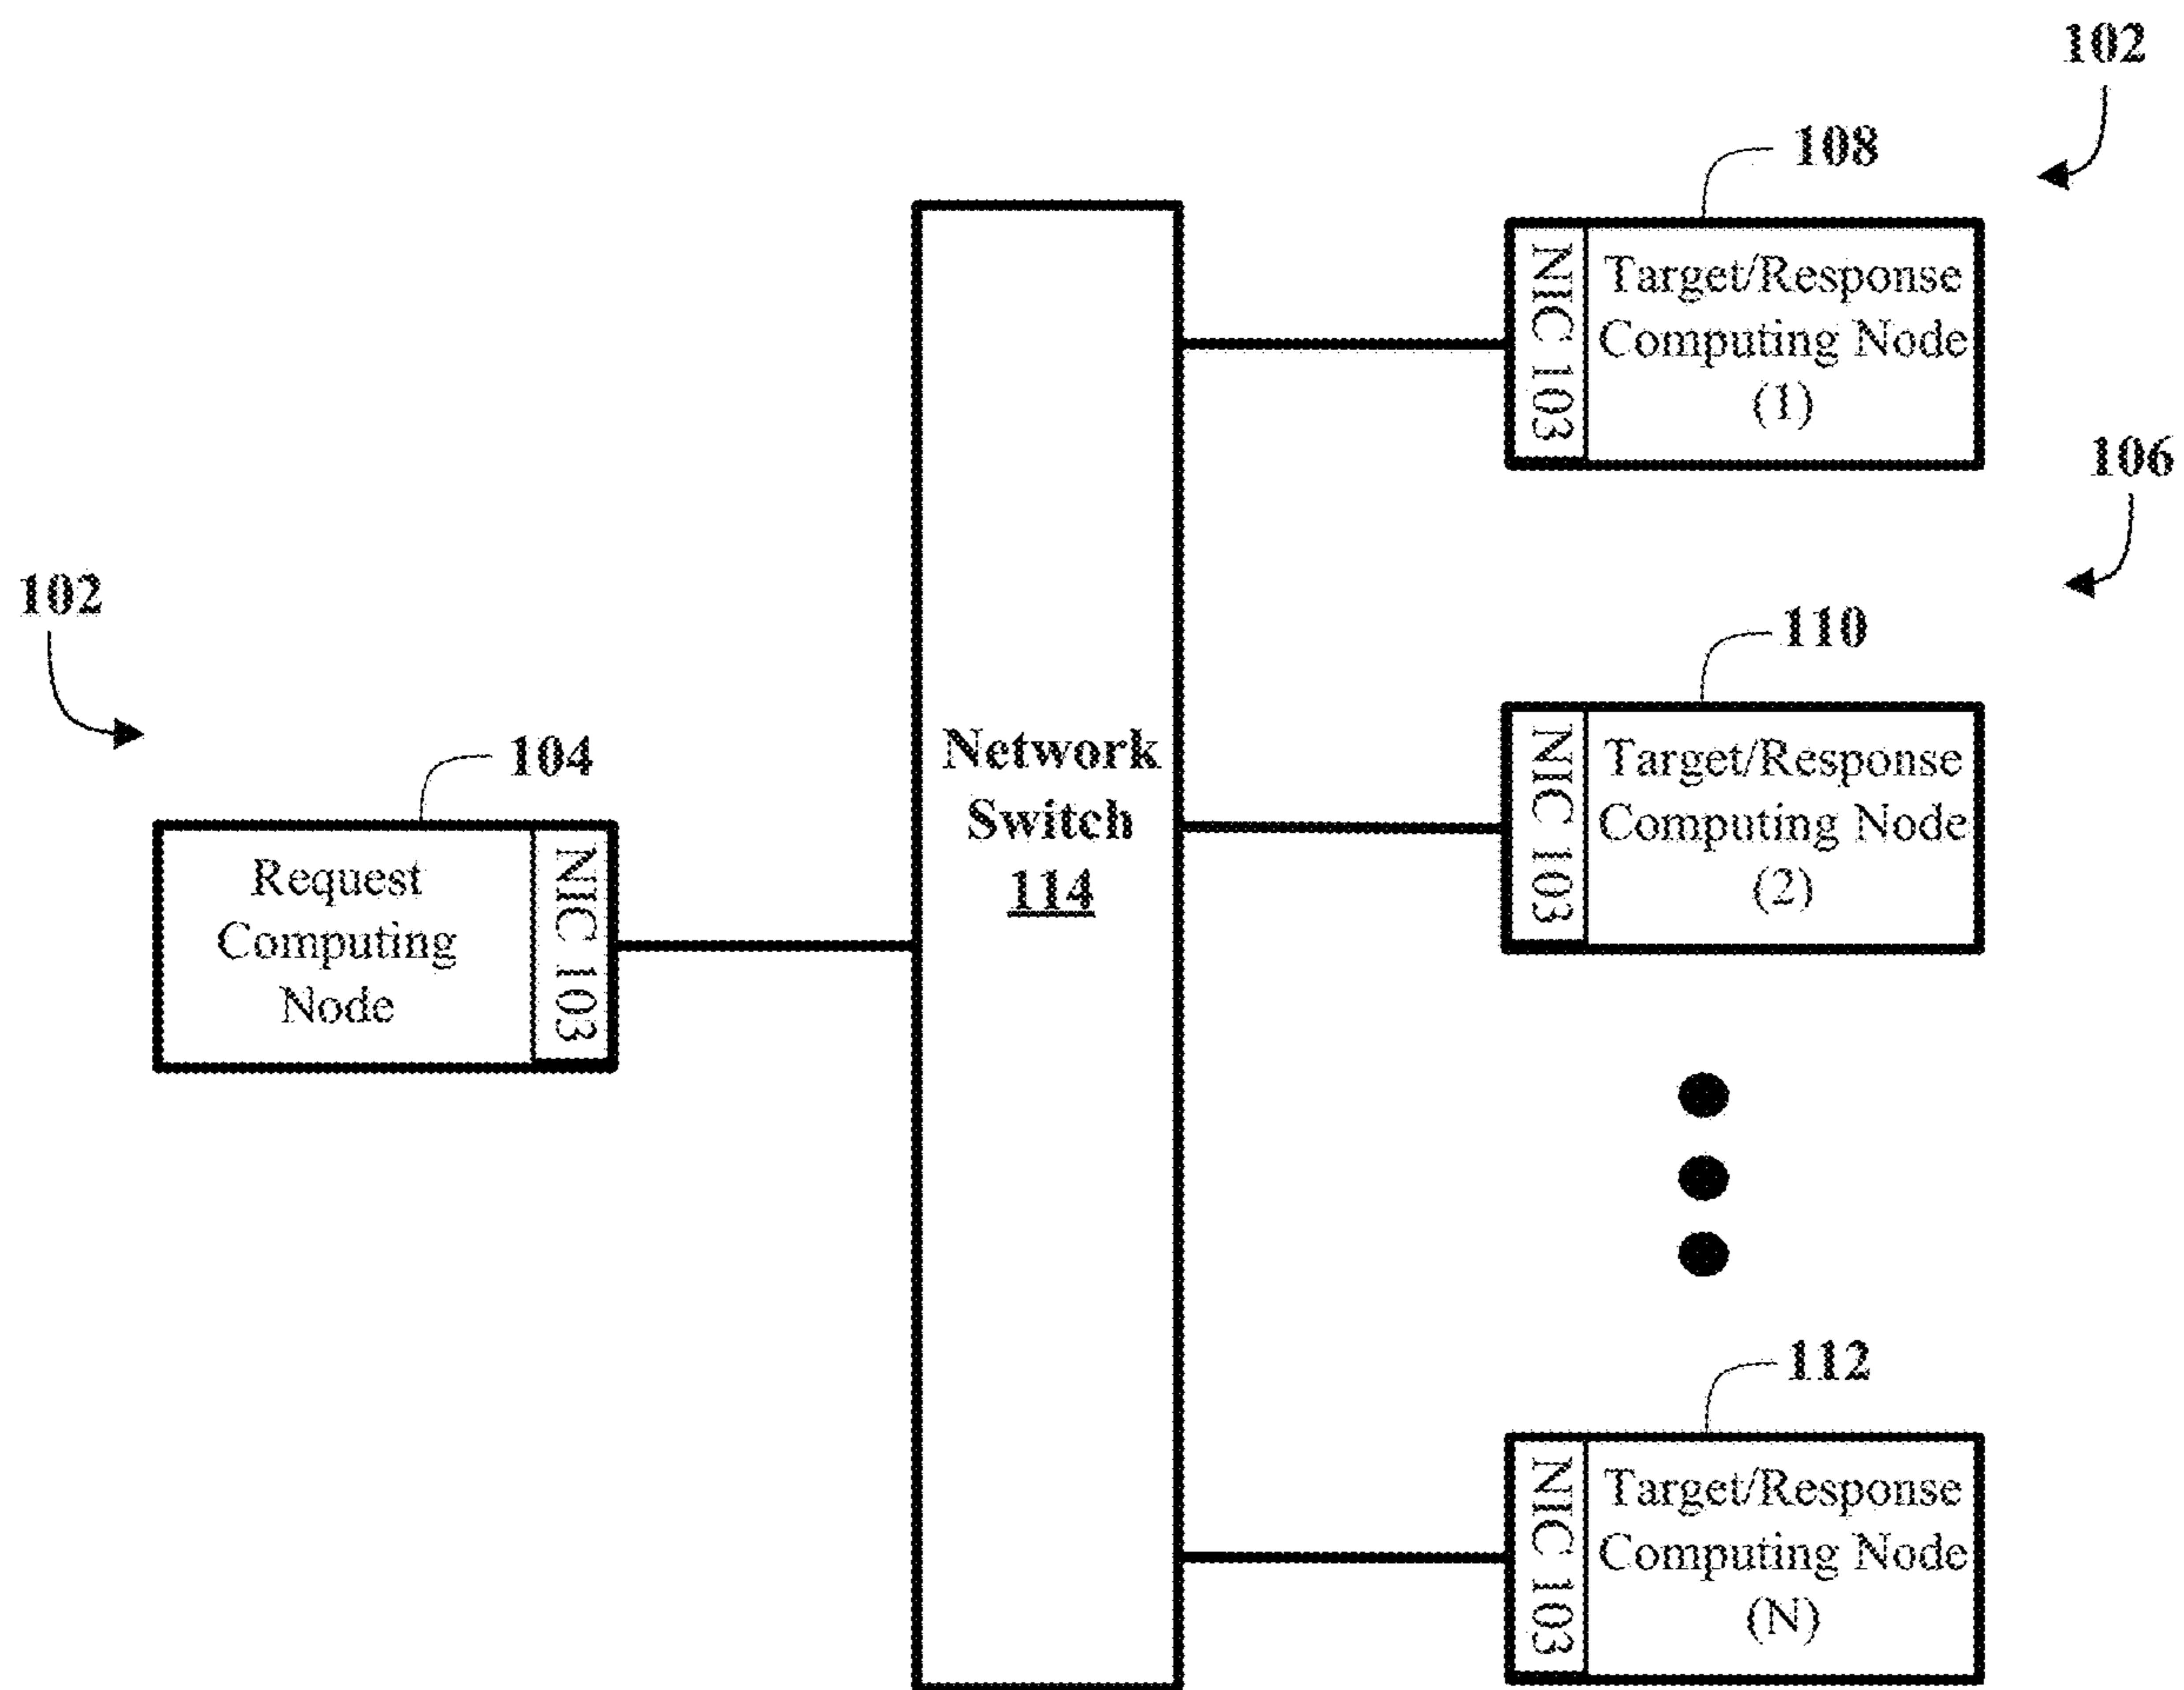 102
108
NIC 103
Target/Response
Computing Node
(1)
106
102
110
104
Network
Switch
114
NIC 103
Target/Response
Computing Node
(2)
Request
Computing
Node
NIC 103
112
NIC 103
Target/Response
Computing Node
(N)